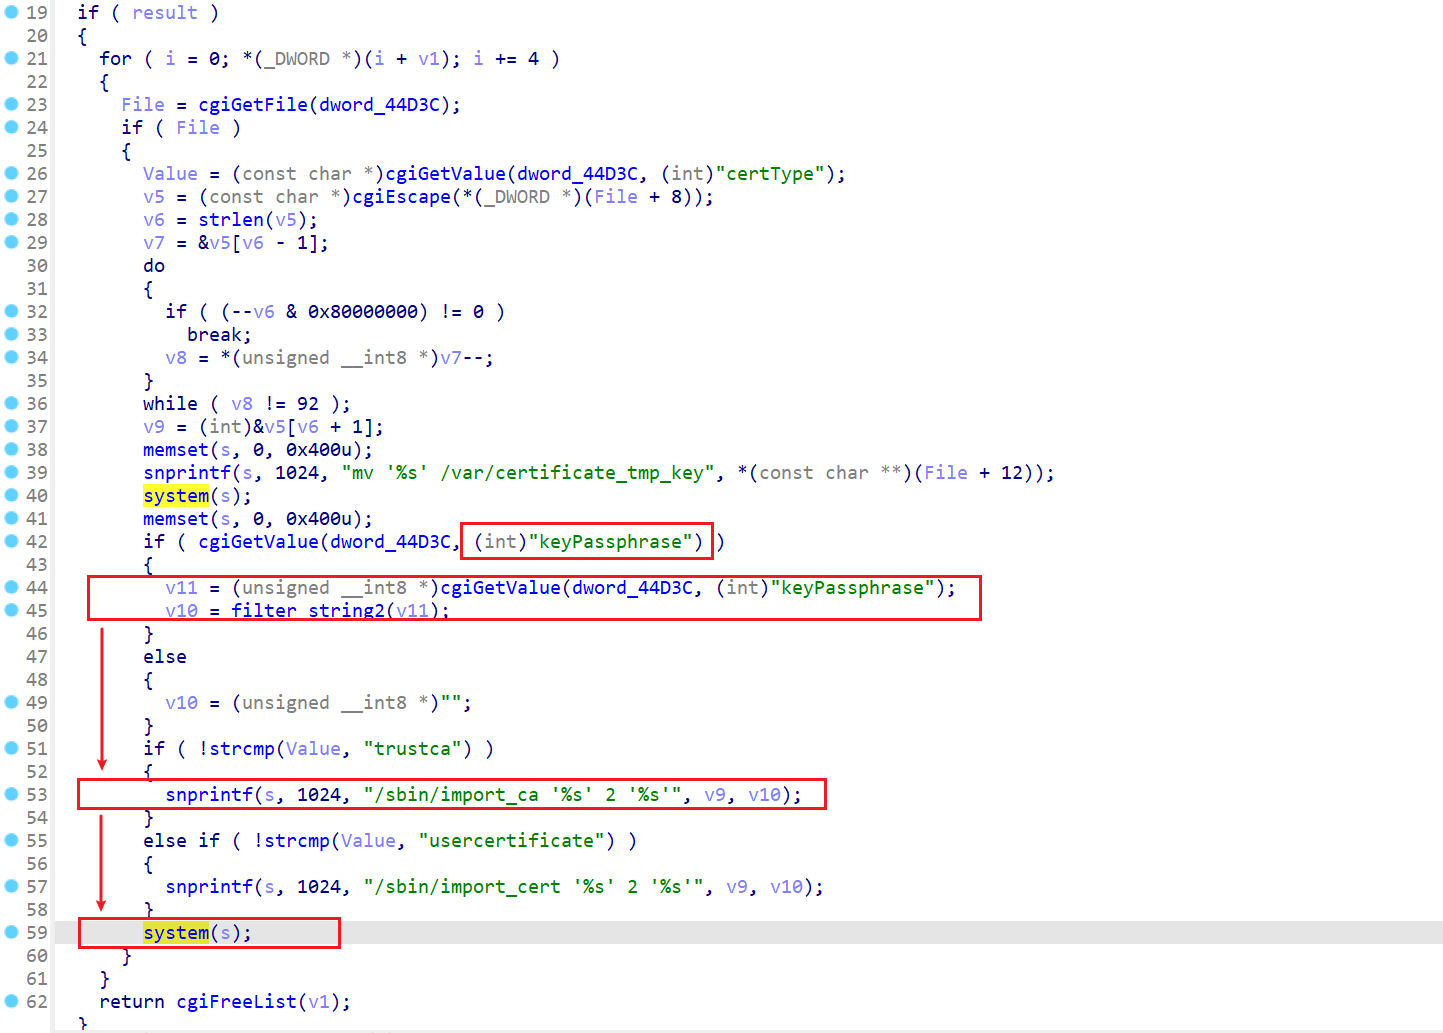 19 if ( result )
20 {
21 for ( i = 0; *(_DWORD *)(i + v1); i += 4 )
22 {
23 File = cgiGetFile(dword_44D3C);
24 if ( File )
25 {
26 Value = (const char *)cgiGetValue(dword_44D3C, (int)"certType");
27 v5 = (const char *)cgiEscape(*(_DWORD *)(File + 8));
28 v6 = strlen(v5);
29 v7 = &v5[v6 - 1];
30 do
31 {
32 if ( (--v6 & 0x80000000) != 0 )
33 break;
34 v8 = *(unsigned __int8 *)v7--;
35 }
36 while ( v8 != 92 );
37 v9 = (int)&v5[v6 + 1];
38 memset(s, 0, 0x400u);
39 snprintf(s, 1024, "mv '%s' /var/certificate_tmp_key", *(const char **)(File + 12));
40 system(s);
41 memset(s, 0, 0x400u);
42 if ( cgiGetValue(dword_44D3C, (int)"keyPassphrase") )
43 {
44 v11 = (unsigned __int8 *)cgiGetValue(dword_44D3C, (int)"keyPassphrase");
45 v10 = filter_string2(v11);
46 }
47 else
48 {
49 v10 = (unsigned __int8 *)"";
50 }
51 if ( !strcmp(Value, "trustca") )
52 {
53 snprintf(s, 1024, "/sbin/import_ca '%s' 2 '%s'", v9, v10);
54 }
55 else if ( !strcmp(Value, "usercertificate") )
56 {
57 snprintf(s, 1024, "/sbin/import_cert '%s' 2 '%s'", v9, v10);
58 }
59 system(s);
60 }
61 }
62 return cgiFreeList(v1);
}